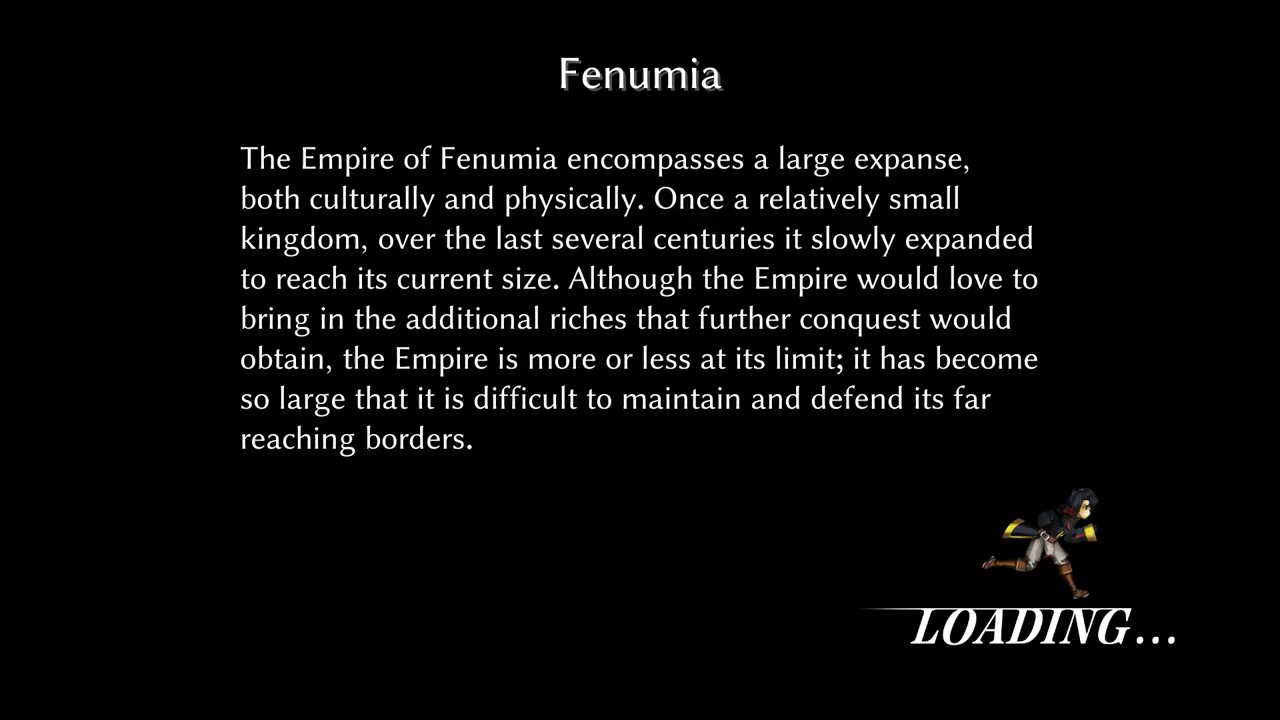 Fenumia
The Empire of Fenumia encompasses a large expanse,
both culturally and physically. Once a relatively small
kingdom, over the last several centuries it slowly expanded
to reach its current size. Although the Empire would love to
bring in the additional riches that further conquest would
obtain, the Empire is more or less at its limit; it has become
so large that it is difficult to maintain and defend its far
reaching borders.
LOADING...